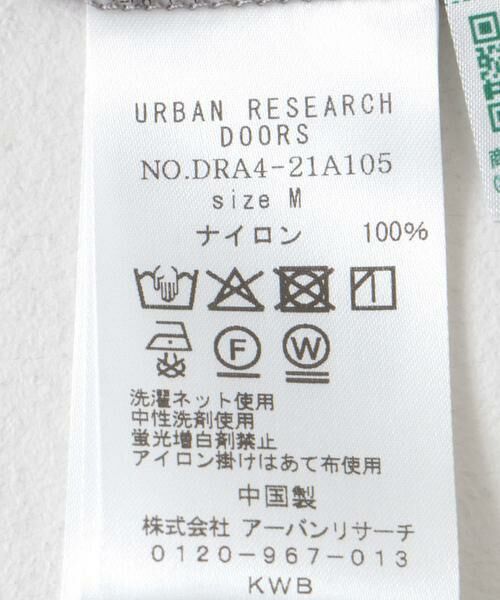 URBAN RESEARCH
DOORS
NO.DRA4-21A105
size M
ナイロン 100%
F W
洗濯ネット使用
中性洗剤使用
蛍光増白剤禁止
アイロン掛けはあて布使用
中国製
株式会社 アーバンリサーチ
0120-967-013
KWB
商